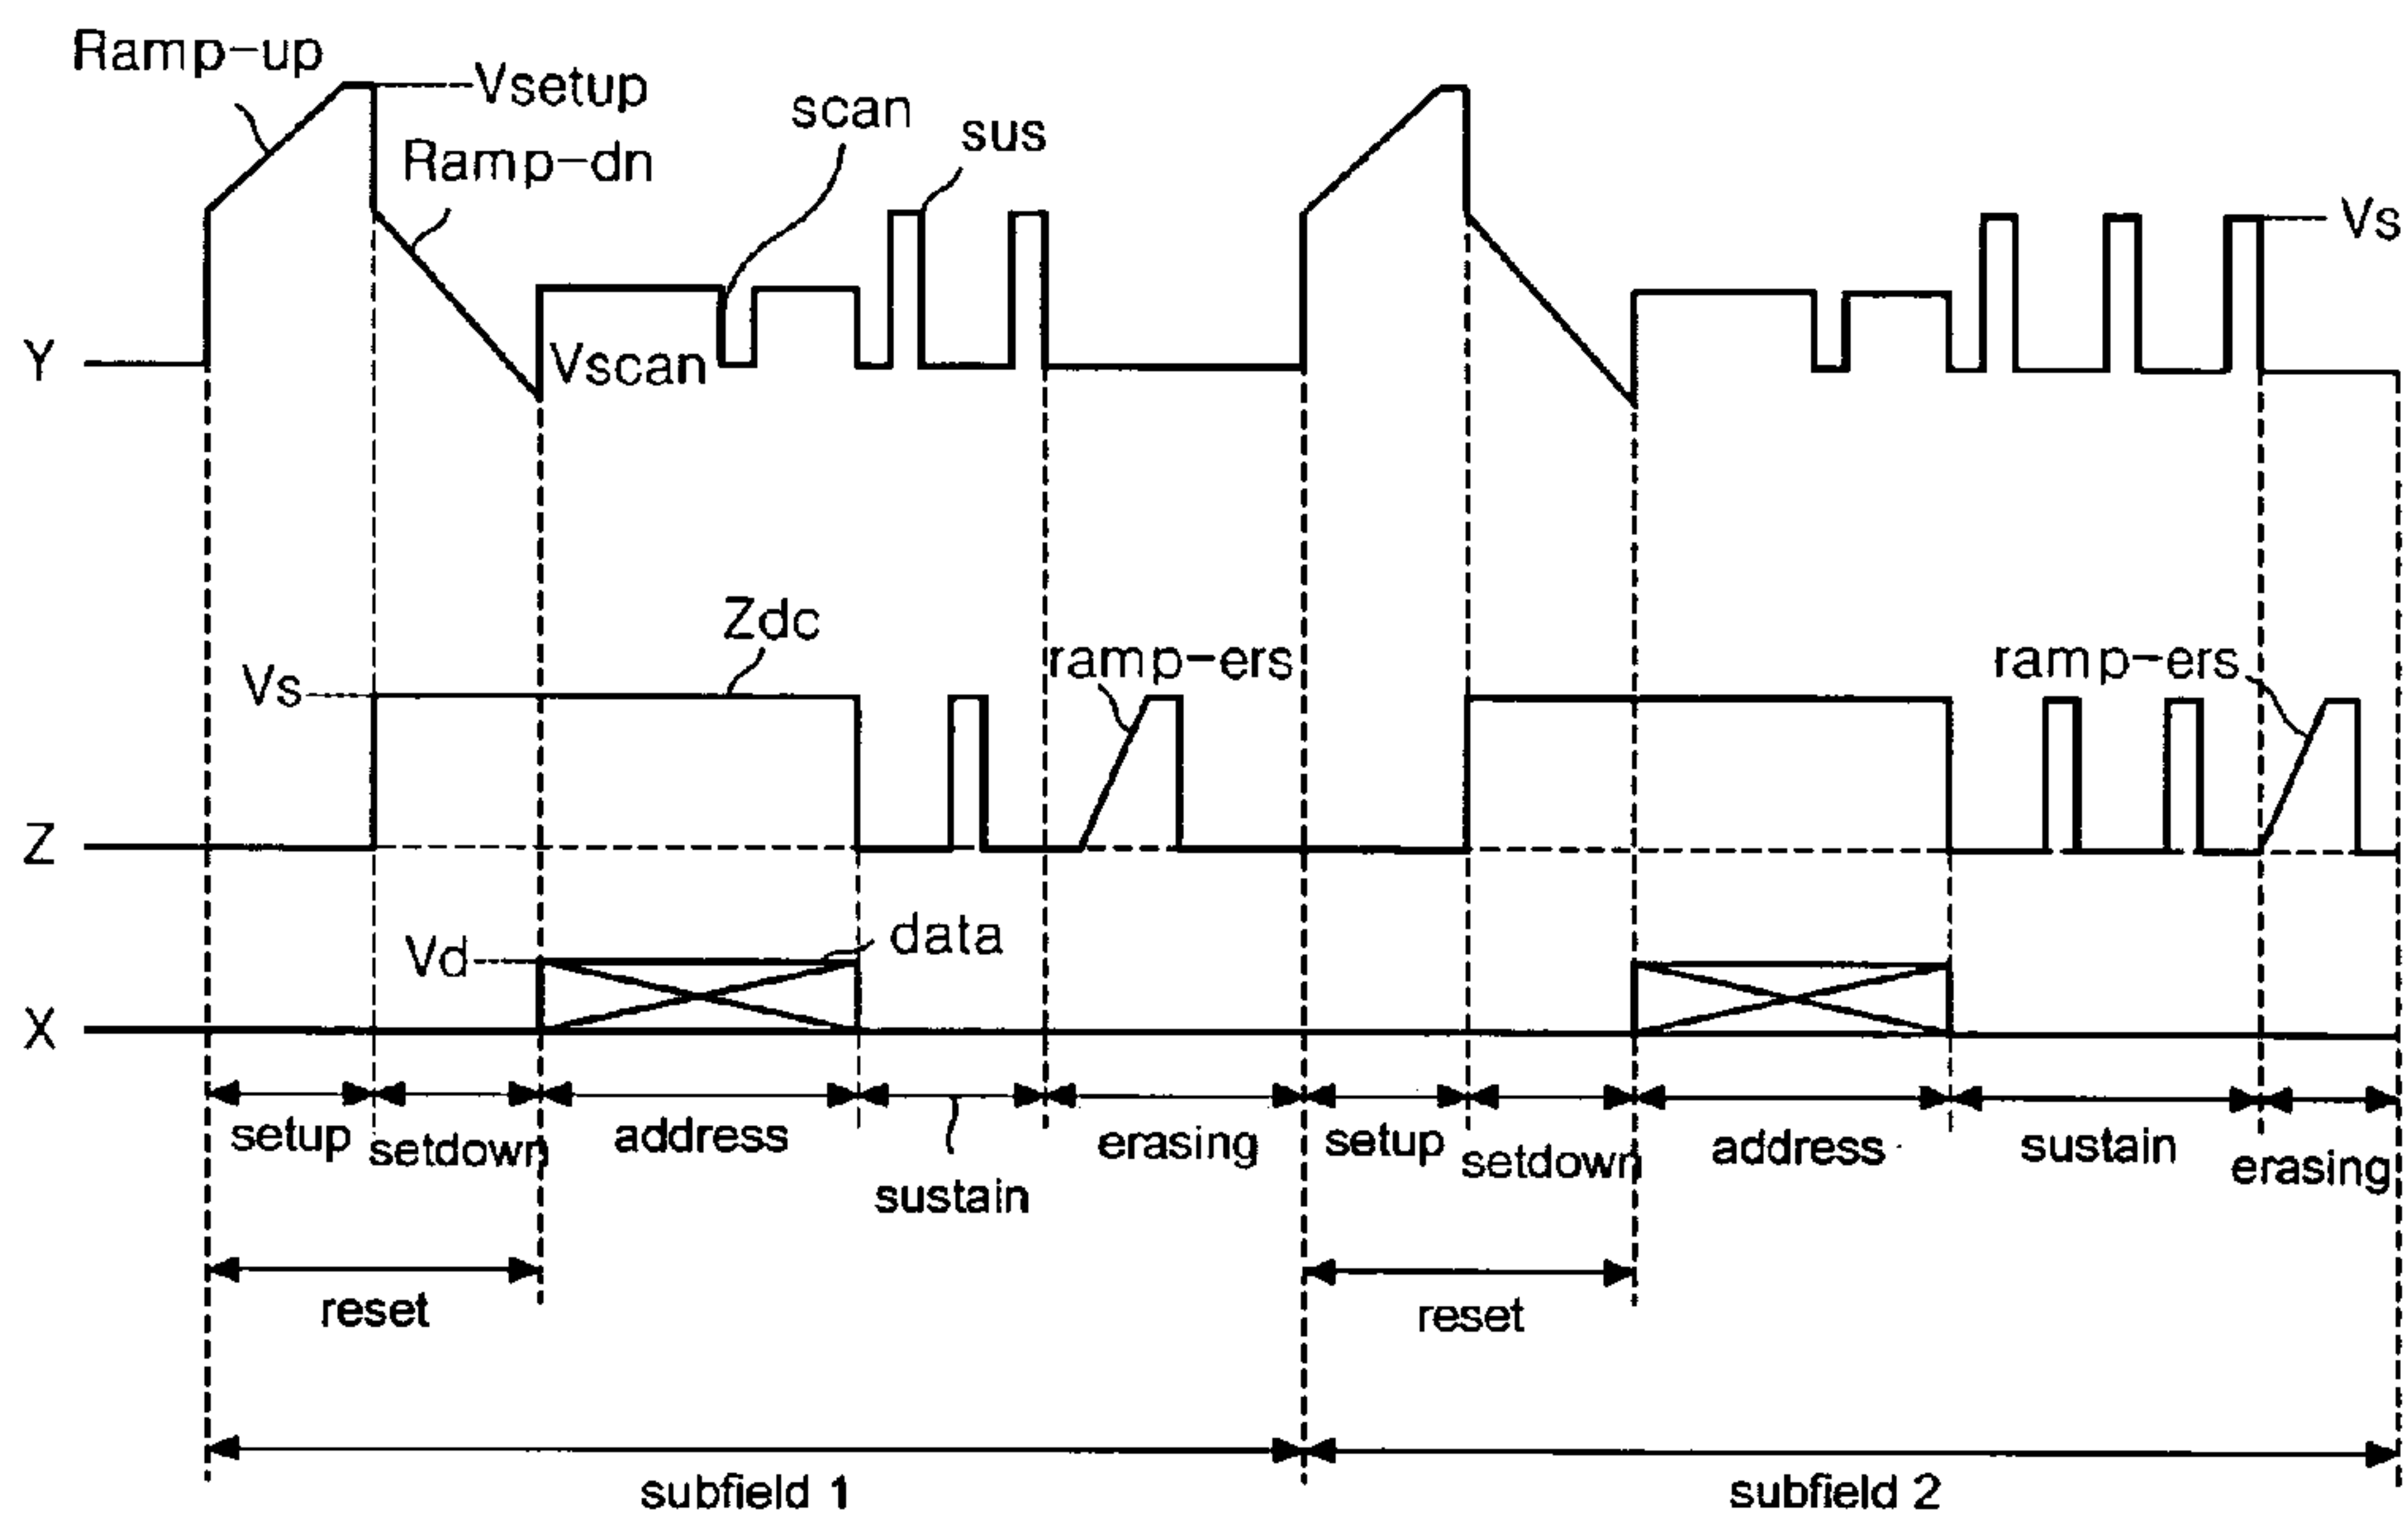 Ramp-up
Vsetup
scan
sus
Ramp-dn
Vs
Y
Vscan
Zdc
ramp-ers
ramp-ers
Vs
Z
data
Vd
X
setup
setdown
address
sustain
erasing
setup
setdown
address
sustain
erasing
reset
reset
subfield 1
subfield 2